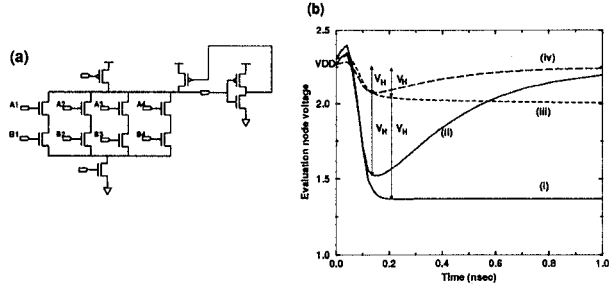 (a)
A1
A2
A3
A4
B1
B2
B3
B4
(b)
Evaluation node voltage
2.5
VDD
2.0
1.5
1.0
0.0
0.2
0.4
0.6
0.8
1.0
Time (nsec)
VH
VH
VH
VH
(iv)
(iii)
(ii)
(i)